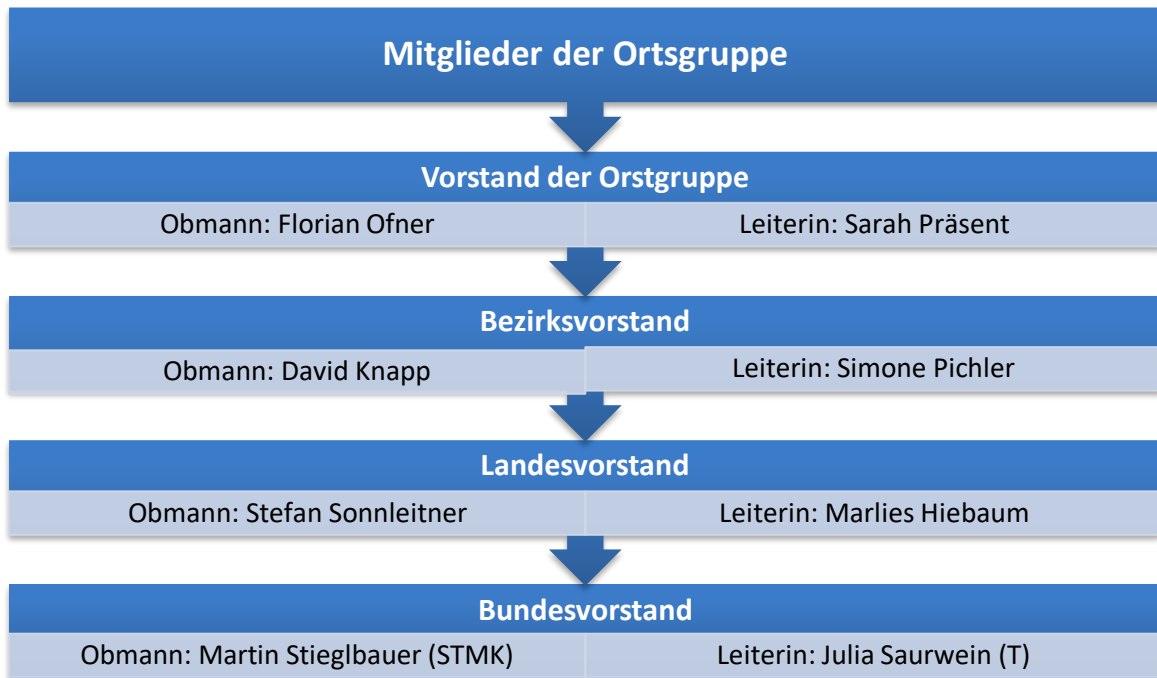 Mitglieder der Ortsgruppe
Vorstand der Orstgruppe
Obmann: Florian Ofner
Leiterin: Sarah Präsent
Bezirksvorstand
Obmann: David Knapp
Leiterin: Simone Pichler
Landesvorstand
Obmann: Stefan Sonnleitner
Leiterin: Marlies Hiebaum
Bundesvorstand
Obmann: Martin Stieglbauer (STMK)
Leiterin: Julia Saurwein (T)